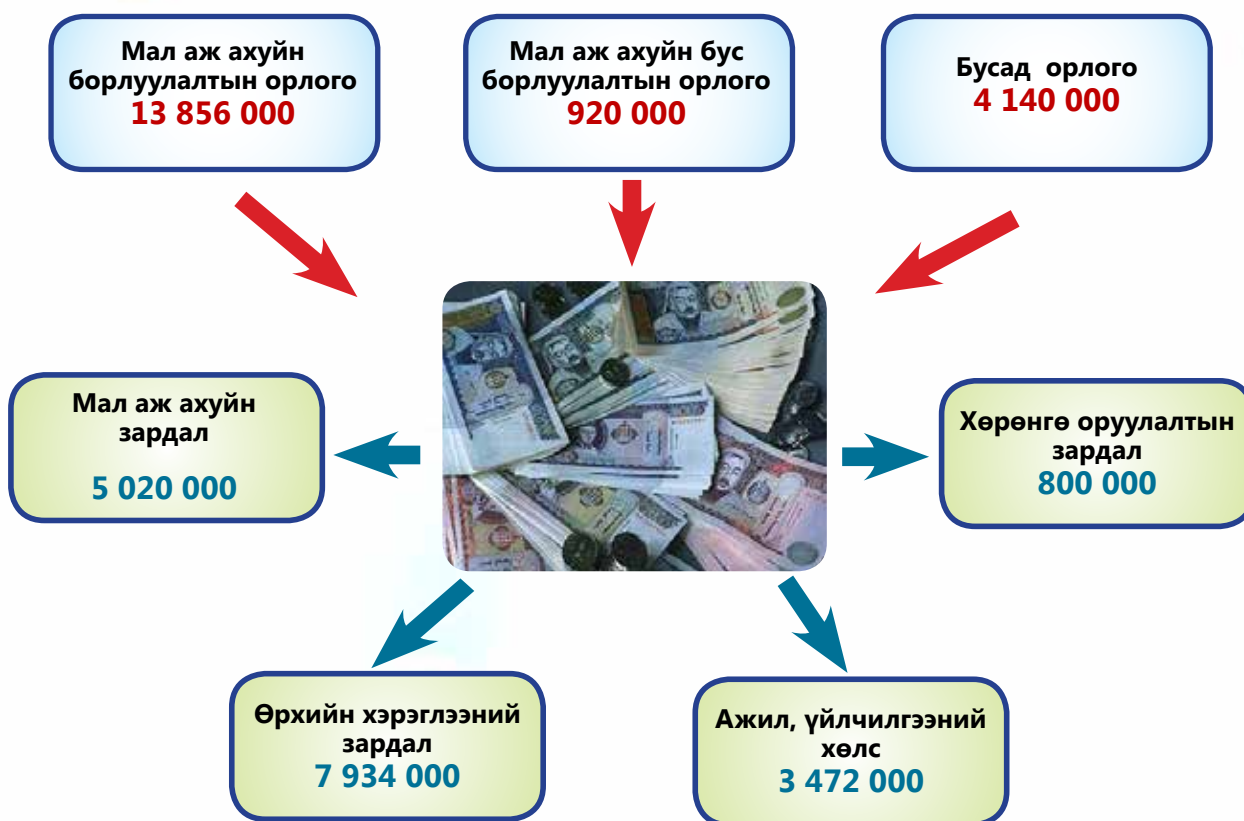 Мал аж ахуйн
борлуулалтын орлого
13 856 000
Мал аж ахуйн бус
борлуулалтын орлого
920 000
Бусад орлого
4 140 000
Мал аж ахуйн
зардал
5 020 000
Хөрөнгө оруулалтын
зардал
800 000
Өрхийн хэрэглээний
зардал
7 934 000
Ажил, үйлчилгээний
хөлс
3 472 000